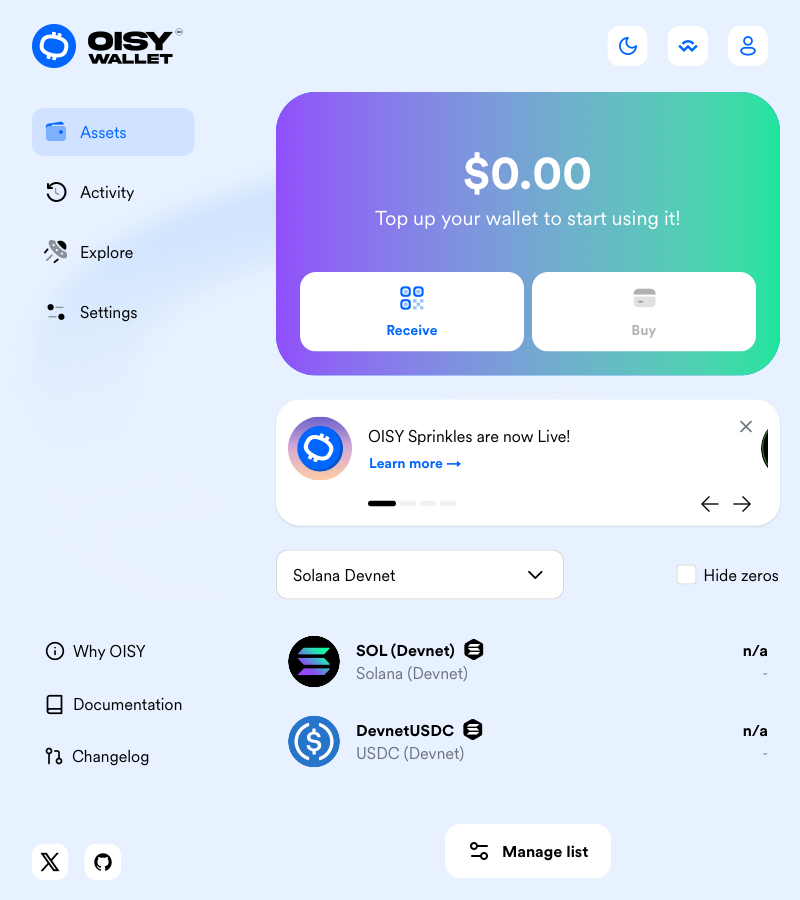 OISY
WALLET
Assets
Activity
Explore
Settings
Why OISY
Documentation
Changelog
$0.00
Top up your wallet to start using it!
Receive
Buy
OISY Sprinkles are now Live!
Learn more →
Solana Devnet
Hide zeros
SOL (Devnet)
n/a
Solana (Devnet)
-
DevnetUSDC
n/a
USDC (Devnet)
-
Manage list